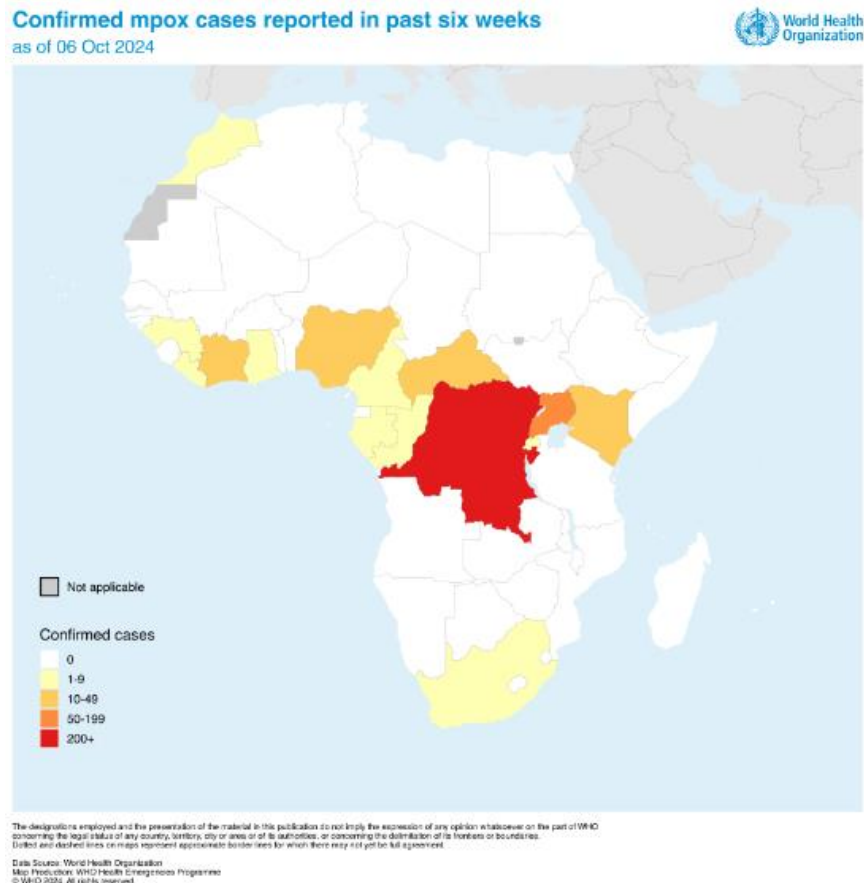 Confirmed mpox cases reported in past six weeks
as of 06 Oct 2024
World Health
Organization
Not applicable
Confirmed cases
0
1-9
10-49
50-199
200+
The designations employed and the presentation of the material in this publication do not imply the expression of any opinion whatsoever on the part of WHO
concerning the legal status of any country, territory, city or area or of its authorities, or concerning the delimitation of its frontiers or boundaries.
Dotted and dashed lines on maps represent approximate border lines for which there may not yet be full agreement.
Data Source: World Health Organization
Map Production: WHO Health Emergencies Programme
© WHO 2024. All rights reserved.